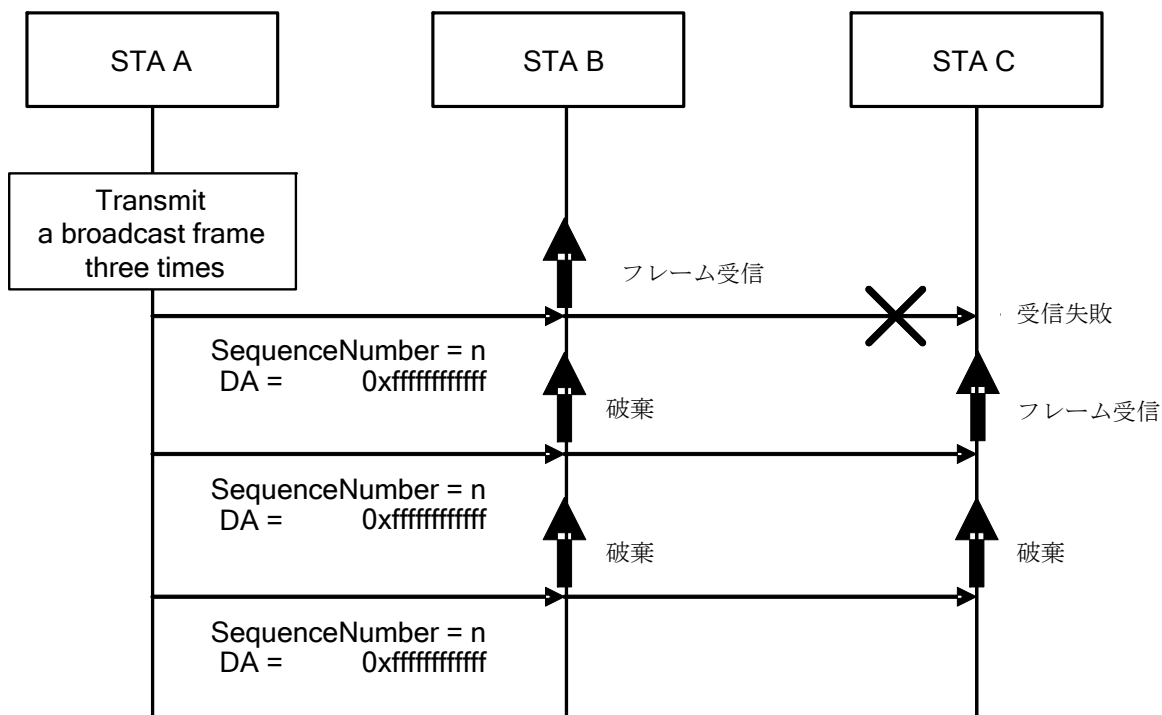 STA A
STA B
STA C
Transmit
a broadcast frame
three times
フレーム受信
受信失敗
SequenceNumber = n
DA = 0xffffffffffff
破棄
フレーム受信
SequenceNumber = n
DA = 0xffffffffffff
破棄
破棄
SequenceNumber = n
DA = 0xffffffffffff